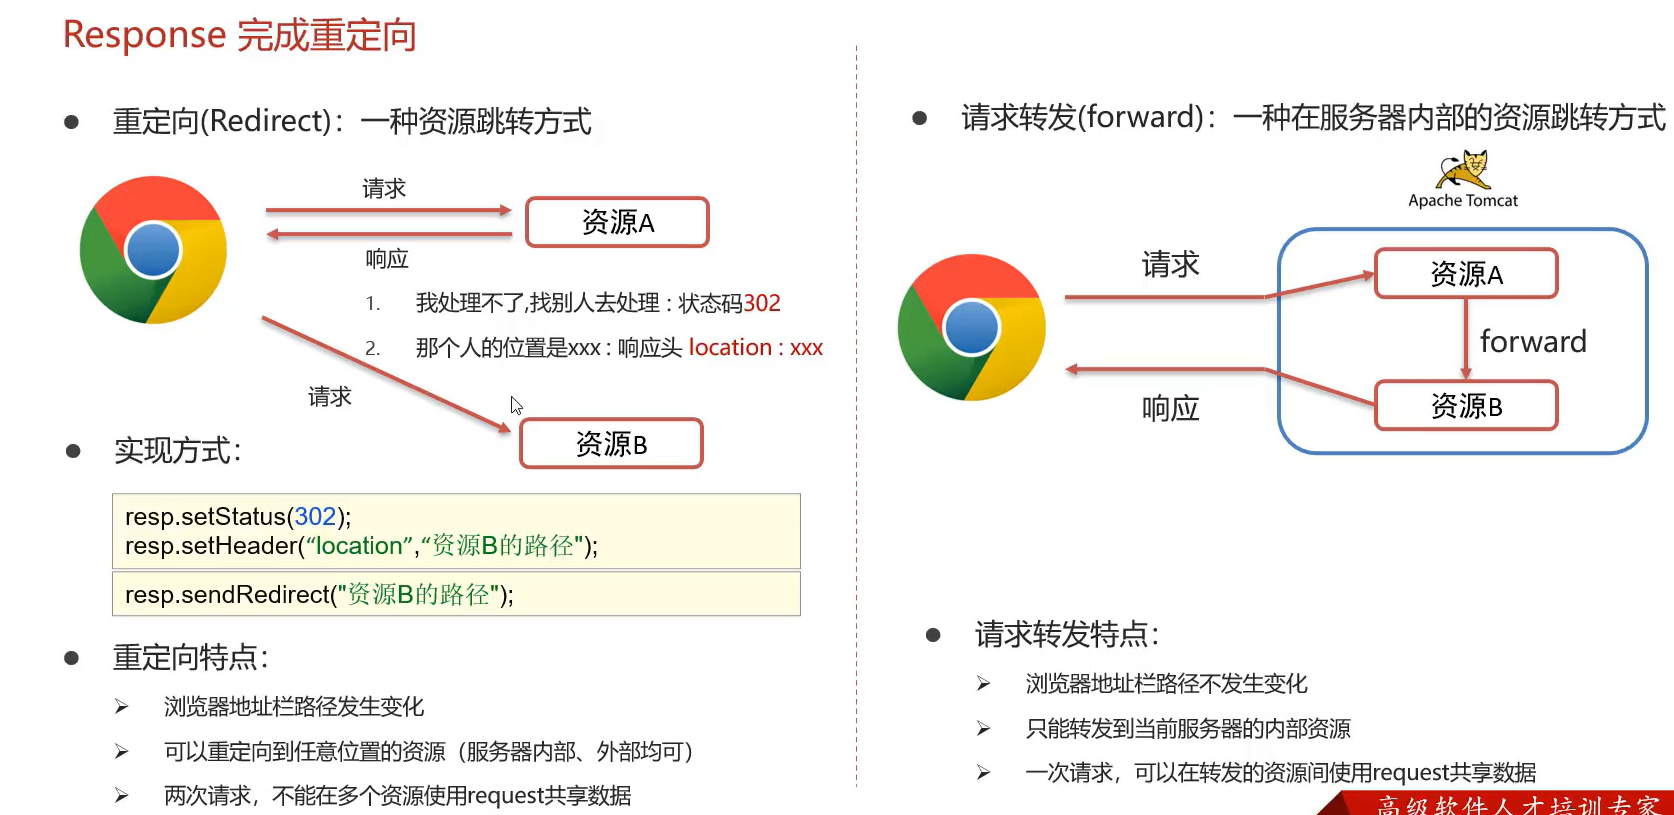 Response 完成重定向
重定向(Redirect)：一种资源跳转方式
请求
资源A
响应
1. 我处理不了,找别人去处理：状态码302
2. 那个人的位置是xxx：响应头 location：xxx
请求
资源B
实现方式：
resp.setStatus(302);
resp.setHeader(“location”,“资源B的路径");
resp.sendRedirect("资源B的路径");
重定向特点：
浏览器地址栏路径发生变化
可以重定向到任意位置的资源（服务器内部、外部均可）
两次请求，不能在多个资源使用request共享数据
请求转发(forward)：一种在服务器内部的资源跳转方式
Apache Tomcat
请求
资源A
forward
响应
资源B
请求转发特点：
浏览器地址栏路径不发生变化
只能转发到当前服务器的内部资源
一次请求，可以在转发的资源间使用request共享数据
高级软件人才培训专家